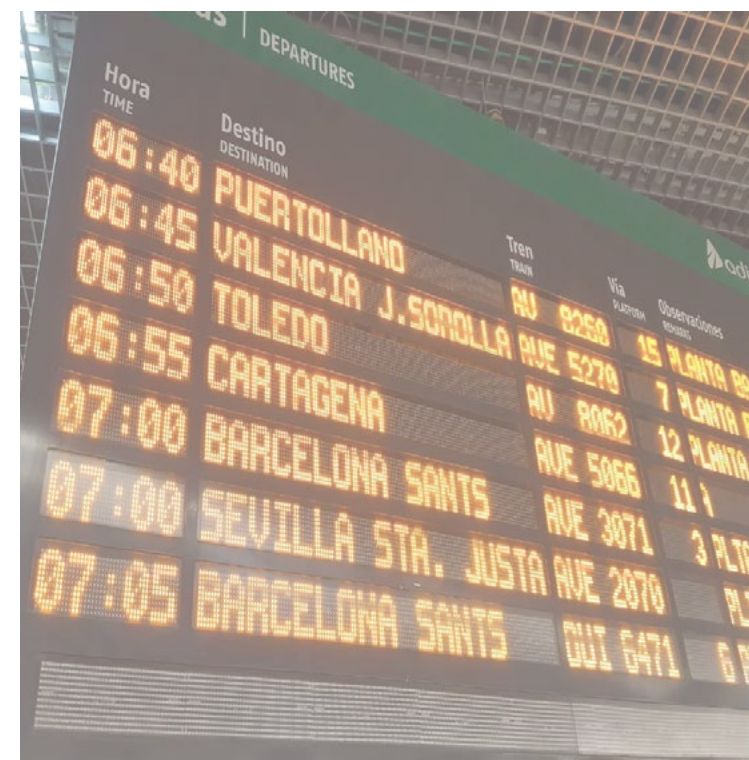 DEPARTURES
Hora Destino Tren Vía Observaciones
TIME DESTINATION TRAIN PLATFORM REMARKS
06:40 PUERTOLLANO AV 8260 15 PLANTA
06:45 VALENCIA J.SOROLLA AVE 5270 7 PLANTA
06:50 TOLEDO AV 8062 12 PLANTA
06:55 CARTAGENA AVE 5066 11
07:00 BARCELONA SANTS AVE 3071 3
07:00 SEVILLA STA. JUSTA AVE 2070
07:05 BARCELONA SANTS OUI 6471 6